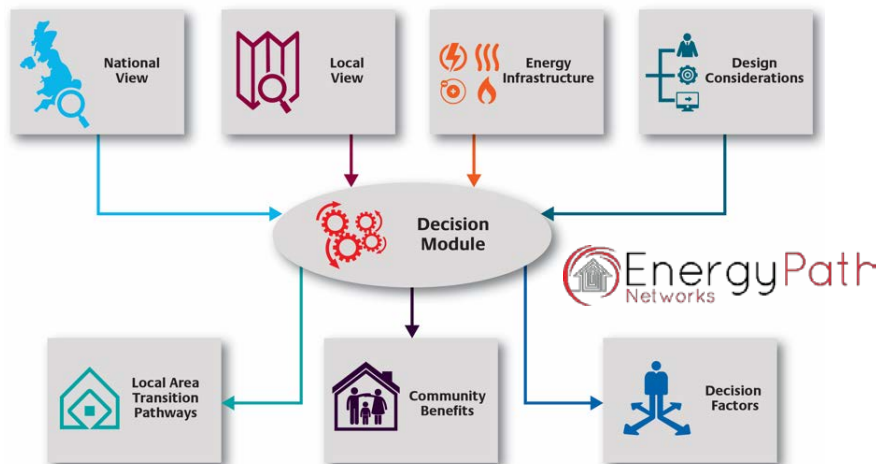 National
View
Local
View
Energy
Infrastructure
Design
Considerations
Decision
Module
EnergyPath
Networks
Local Area
Transition
Pathways
Community
Benefits
Decision
Factors